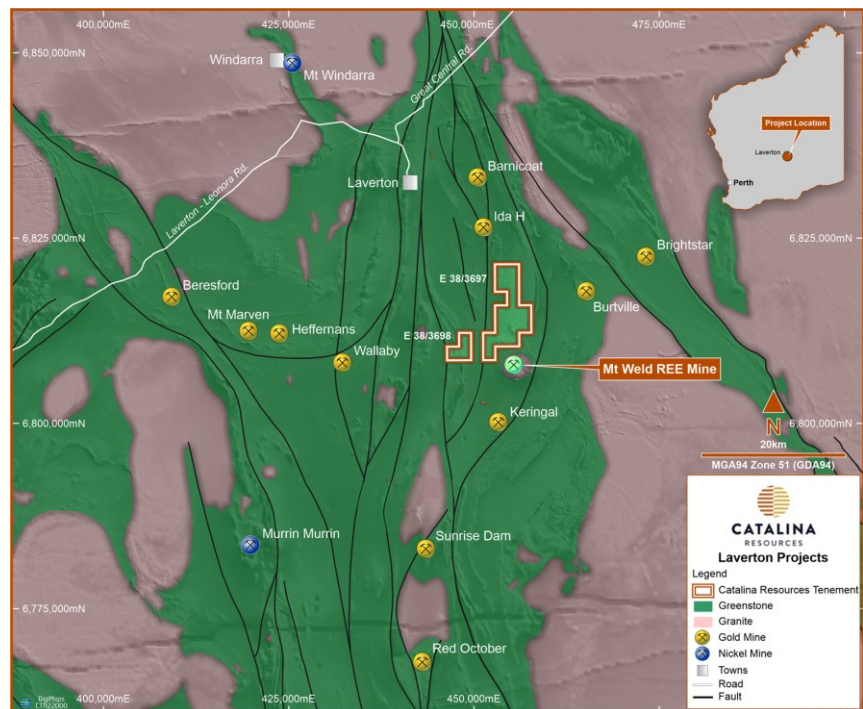 400,000mE
425,000mE
450,000mE
475,000mE
6,850,000mN
6,850,000mN
Windarra
Mt Windarra
Great Central Rd.
Project Location
Laverton
Perth
Barnicoat
Laverton
Laverton - Leonora Rd.
Ida H
6,825,000mN
6,825,000mN
Brightstar
E 38/3697
Beresford
Burtville
Mt Marven
Heffernans
E 38/3698
Wallaby
Mt Weld REE Mine
Keringal
6,800,000mN
6,800,000mN
N
20km
MGA94 Zone 51 (GDA94)
CATALINA
RESOURCES
Laverton Projects
Legend
Catalina Resources Tenement
Greenstone
Granite
Gold Mine
Nickel Mine
Towns
Road
Fault
Murrin Murrin
Sunrise Dam
6,775,000mN
Red October
DigiMaps
400,000mE
425,000mE
450,000mE